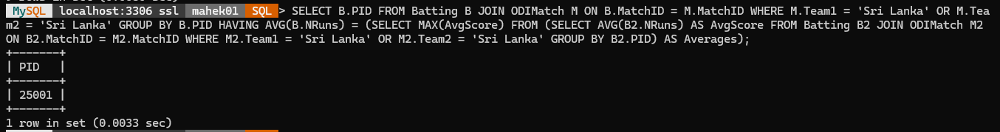 MySQL localhost:3306 ssl mahek01 SQL > SELECT B.PID FROM Batting B JOIN ODIMatch M ON B.MatchID = M.MatchID WHERE M.Team1 = 'Sri Lanka' OR M.Tea
m2 = 'Sri Lanka' GROUP BY B.PID HAVING AVG(B.NRuns) = (SELECT MAX(AvgScore) FROM (SELECT AVG(B2.NRuns) AS AvgScore FROM Batting B2 JOIN ODIMatch M2
ON B2.MatchID = M2.MatchID WHERE M2.Team1 = 'Sri Lanka' OR M2.Team2 = 'Sri Lanka' GROUP BY B2.PID) AS Averages);
+-------+
| PID   |
+-------+
| 25001 |
+-------+
1 row in set (0.0033 sec)